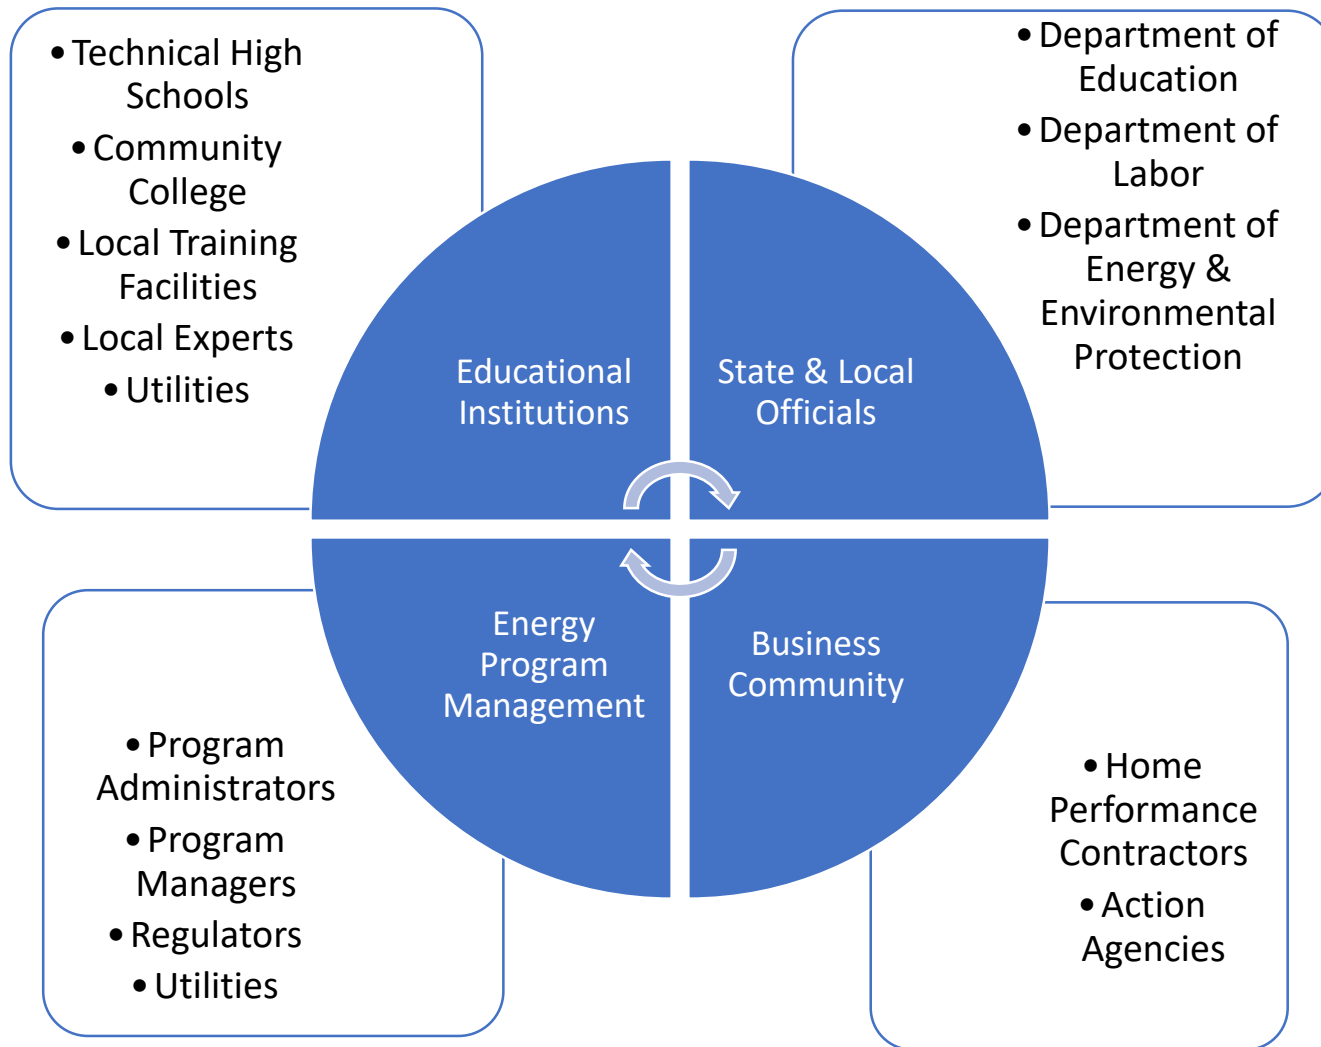 • Technical High
Schools
• Community
College
• Local Training
Facilities
• Local Experts
• Utilities
• Department of
Education
• Department of
Labor
• Department of
Energy &
Environmental
Protection
Educational
Institutions
State & Local
Officials
Energy
Program
Management
Business
Community
• Program
Administrators
• Program
Managers
• Regulators
• Utilities
• Home
Performance
Contractors
• Action
Agencies